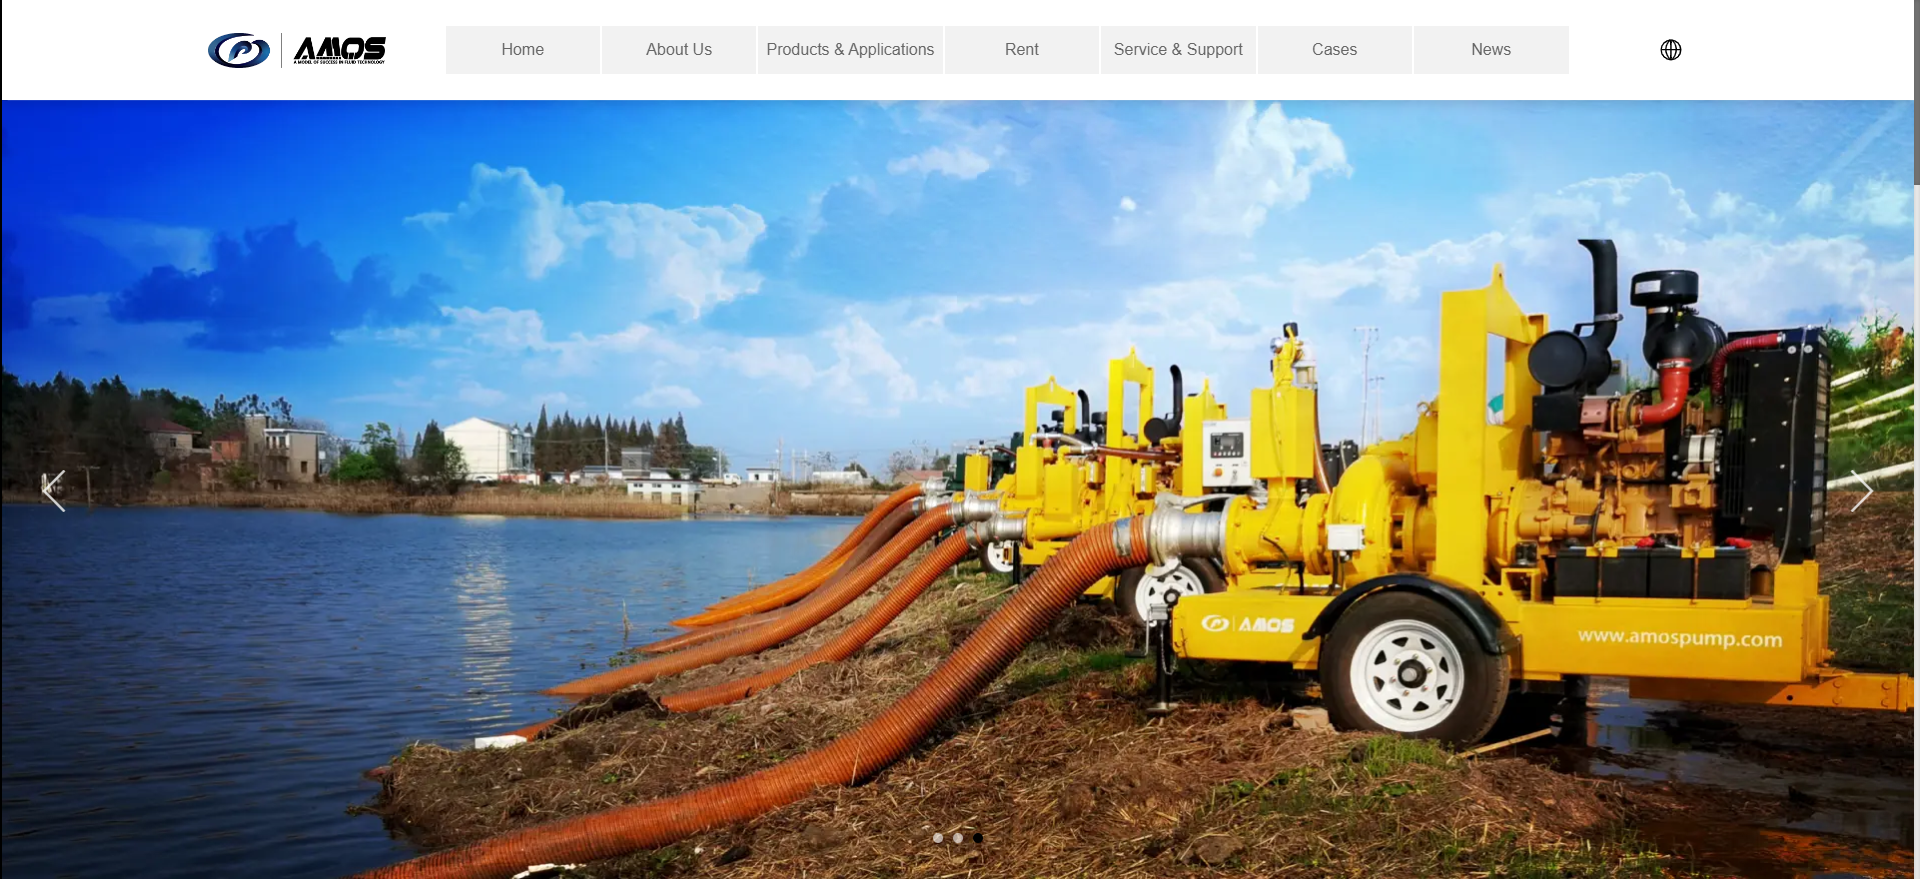 AMOS
A MODEL OF SUCCESS IN FLUID TECHNOLOGY
Home
About Us
Products & Applications
Rent
Service & Support
Cases
News
AMOS
www.amospump.com